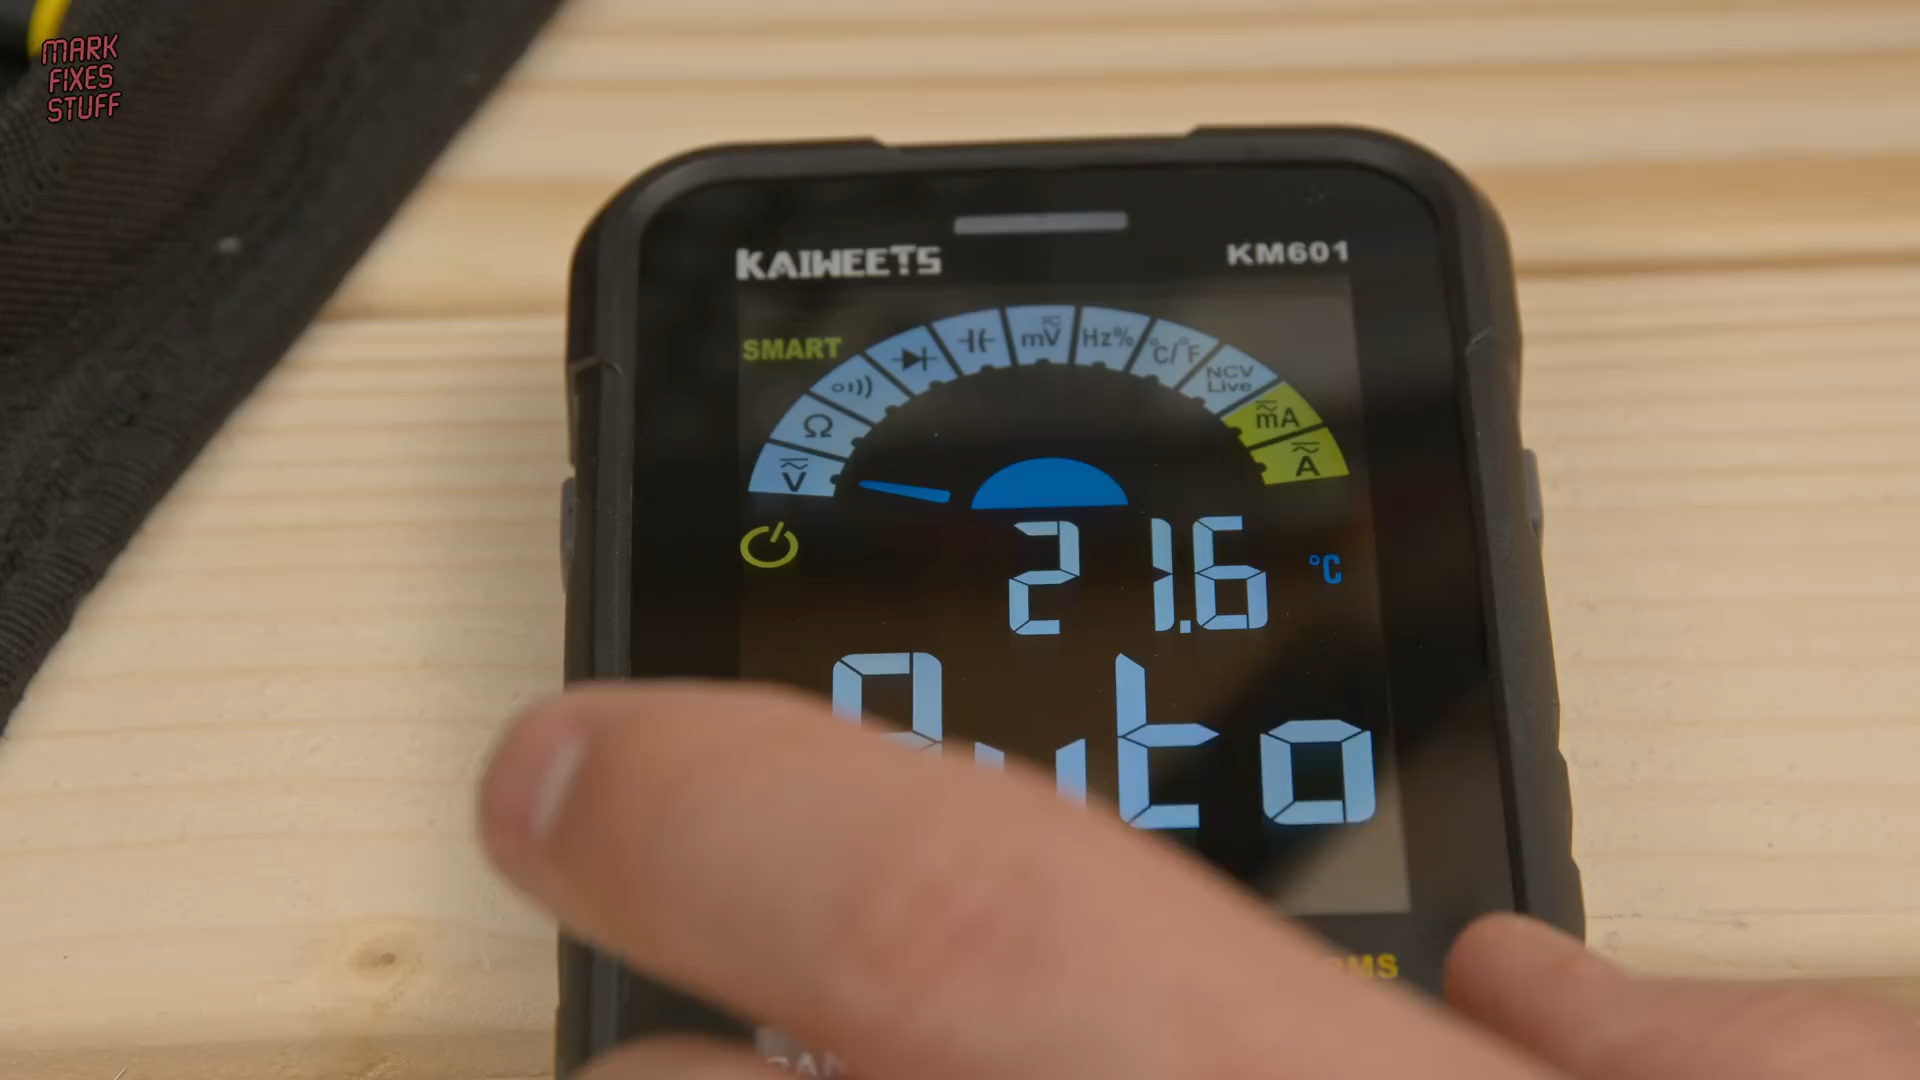 MARK
FIXES
STUFF
KAIWEETS
KM601
SMART
Ω
mV
Hz%
°C/°F
NCV
Live
mA
V
A
21.6 °C
Auto